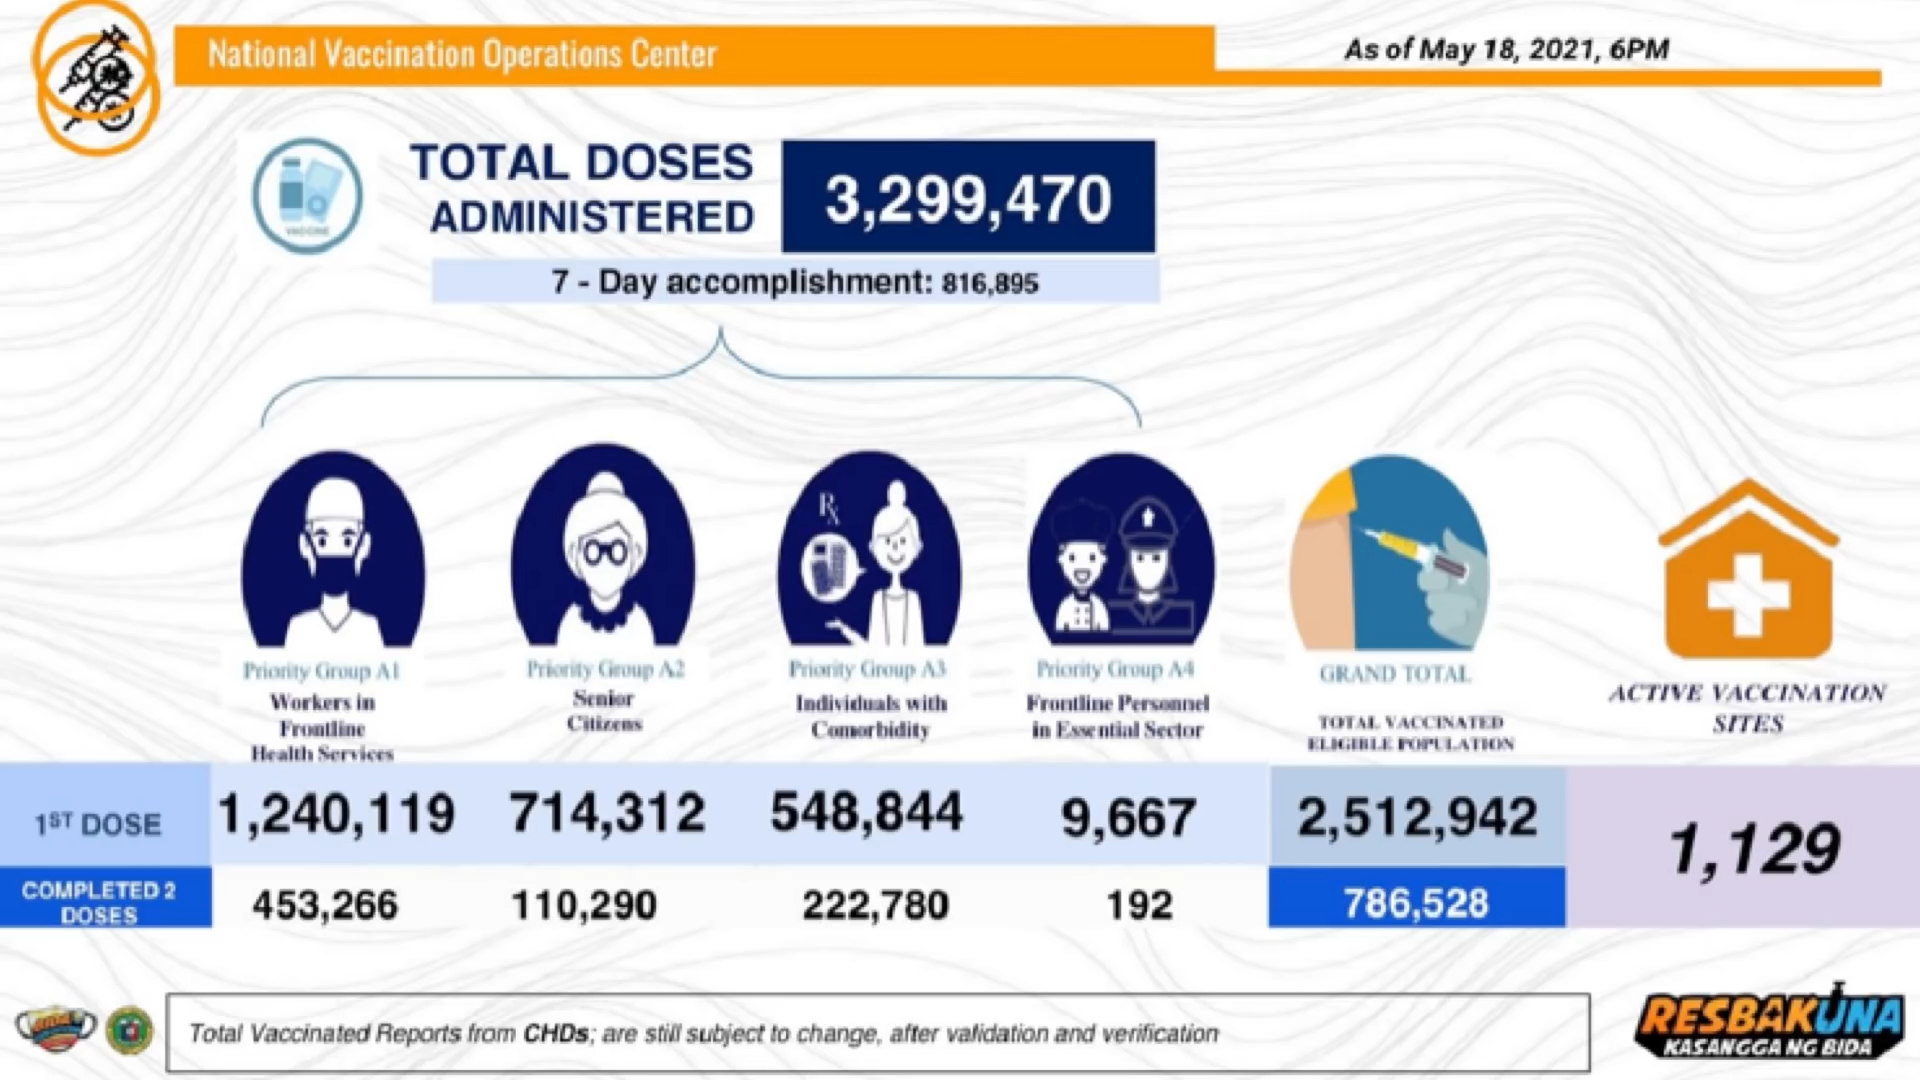 National Vaccination Operations Center
As of May 18, 2021, 6PM
TOTAL DOSES
ADMINISTERED
3,299,470
VACCINE
7 - Day accomplishment: 816,895
Rx
Priority Group A1
Workers in
Frontline
Health Services
Priority Group A2
Senior
Citizens
Priority Group A3
Individuals with
Comorbidity
Priority Group A4
Frontline Personnel
in Essential Sector
GRAND TOTAL
TOTAL VACCINATED
ELIGIBLE POPULATION
ACTIVE VACCINATION
SITES
1ST DOSE
1,240,119
714,312
548,844
9,667
2,512,942
1,129
COMPLETED 2
DOSES
453,266
110,290
222,780
192
786,528
Total Vaccinated Reports from CHDs; are still subject to change, after validation and verification
RESBAKUNA
KASANGGA NG BIDA